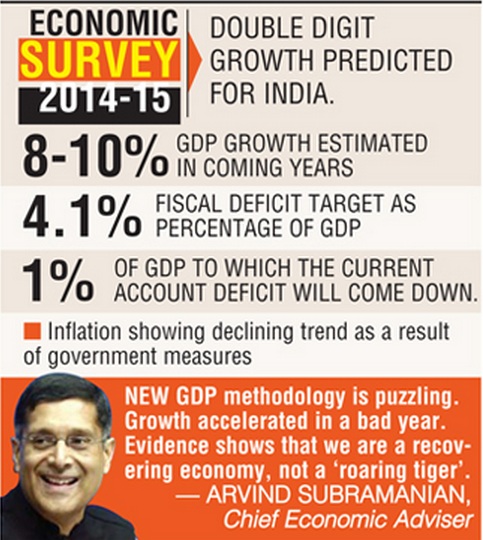 ECONOMIC
SURVEY
2014-15
DOUBLE DIGIT
GROWTH PREDICTED
FOR INDIA.
8-10% GDP GROWTH ESTIMATED
IN COMING YEARS
4.1% FISCAL DEFICIT TARGET AS
PERCENTAGE OF GDP
1% OF GDP TO WHICH THE CURRENT
ACCOUNT DEFICIT WILL COME DOWN.
■ Inflation showing declining trend as a result
of government measures
NEW GDP methodology is puzzling.
Growth accelerated in a bad year.
Evidence shows that we are a recov-
ering economy, not a ‘roaring tiger’.
— ARVIND SUBRAMANIAN,
Chief Economic Adviser